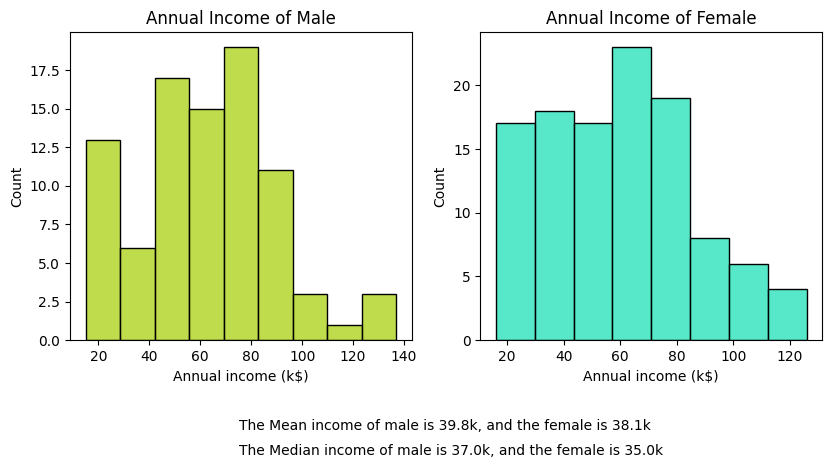 Annual Income of Male
Annual Income of Female
17.5
15.0
12.5
10.0
7.5
5.0
2.5
0.0
Count
20 40 60 80 100 120 140
Annual income (k$)
20
15
10
5
0
Count
20 40 60 80 100 120
Annual income (k$)
The Mean income of male is 39.8k, and the female is 38.1k
The Median income of male is 37.0k, and the female is 35.0k